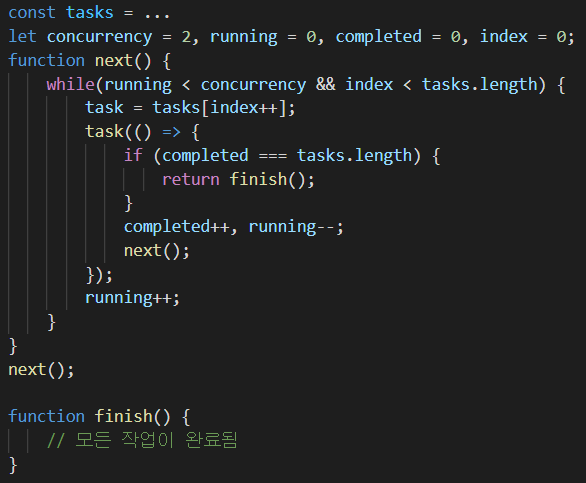 const tasks = ...
let concurrency = 2, running = 0, completed = 0, index = 0;
function next() {
    while(running < concurrency && index < tasks.length) {
        task = tasks[index++];
        task(() => {
            if (completed === tasks.length) {
                return finish();
            }
            completed++, running--;
            next();
        });
        running++;
    }
}
next();

function finish() {
    // 모든 작업이 완료됨
}